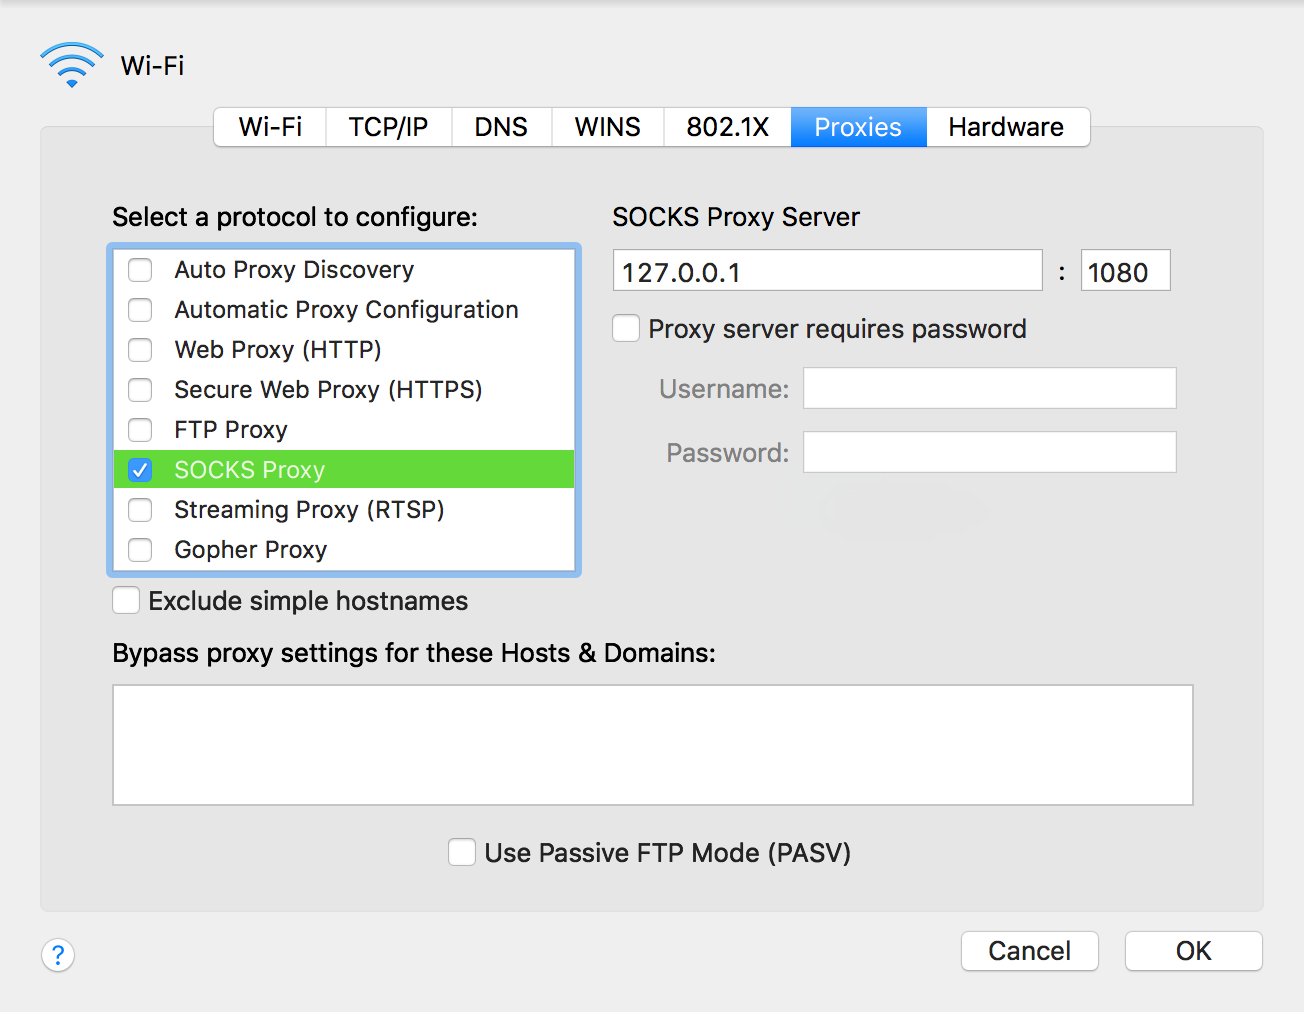 Wi-Fi
Wi-Fi TCP/IP DNS WINS 802.1X Proxies Hardware
Select a protocol to configure:
Auto Proxy Discovery
Automatic Proxy Configuration
Web Proxy (HTTP)
Secure Web Proxy (HTTPS)
FTP Proxy
SOCKS Proxy
Streaming Proxy (RTSP)
Gopher Proxy
Exclude simple hostnames
SOCKS Proxy Server
127.0.0.1 : 1080
Proxy server requires password
Username:
Password:
Bypass proxy settings for these Hosts & Domains:
Use Passive FTP Mode (PASV)
?
Cancel
OK